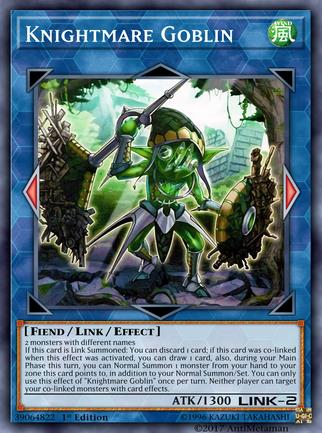 KNIGHTMARE GOBLIN
WIND
風
[FIEND / LINK / EFFECT]
2 monsters with different names
If this card is Link Summoned: You can discard 1 card; if this card was co-linked
when this effect was activated, you can draw 1 card, also, during your Main
Phase this turn, you can Normal Summon 1 monster from your hand to your
zone this card points to, in addition to your Normal Summon/Set. You can only
use this effect of "Knightmare Goblin" once per turn. Neither player can target
your co-linked monsters with card effects.
ATK/1300 LINK-2
39064822 1st Edition ©1996 KAZUKI TAKAHASHI
©2017 AntiMetaman